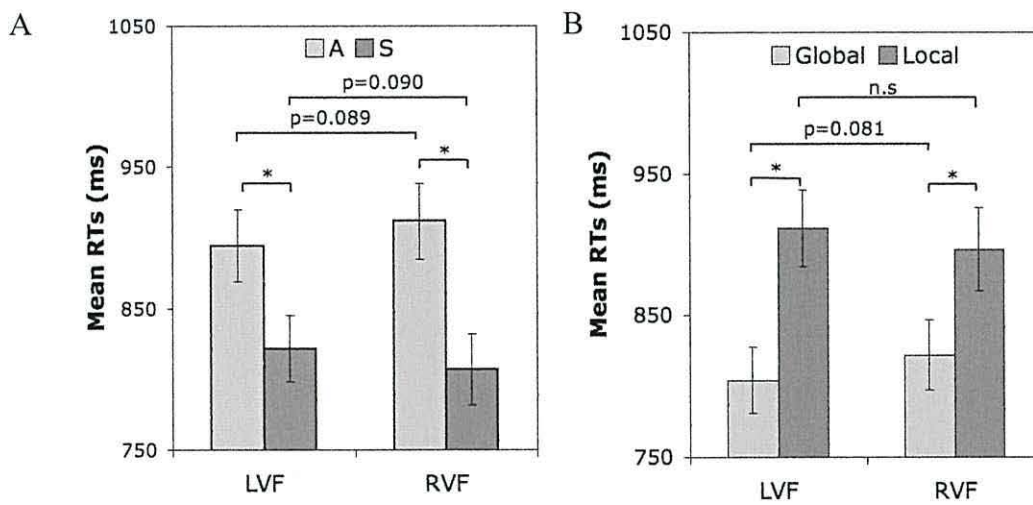 A
1050
A S
p=0.090
p=0.089
*
*
950
850
750
Mean RTs (ms)
LVF RVF
B
1050
Global Local
n.s
p=0.081
*
*
950
850
750
Mean RTs (ms)
LVF RVF